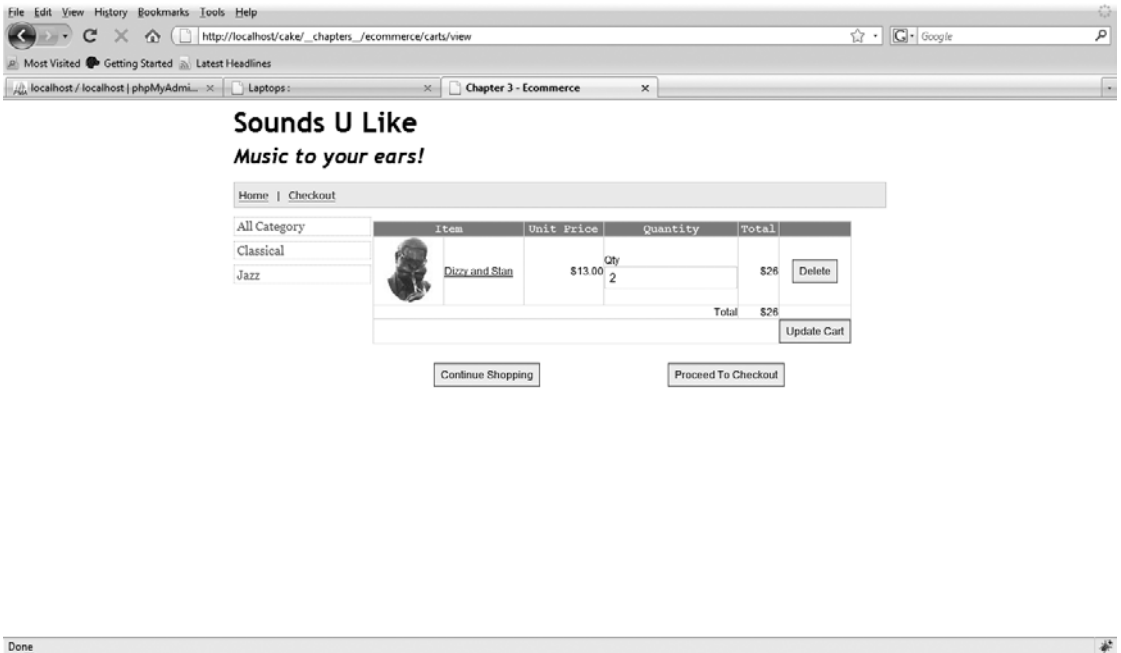 File Edit View History Bookmarks Tools Help
http://localhost/cake/__chapters_/ecommerce/carts/view
Google
Most Visited Getting Started Latest Headlines
localhost / localhost | phpMyAdmi...
Laptops :
Chapter 3 - Ecommerce
Sounds U Like
Music to your ears!
Home | Checkout
All Category
Classical
Jazz
Item Unit Price Quantity Total
Qty
Dizzy and Stan $13.00 2 $26 Delete
Total $26
Update Cart
Continue Shopping Proceed To Checkout
Done